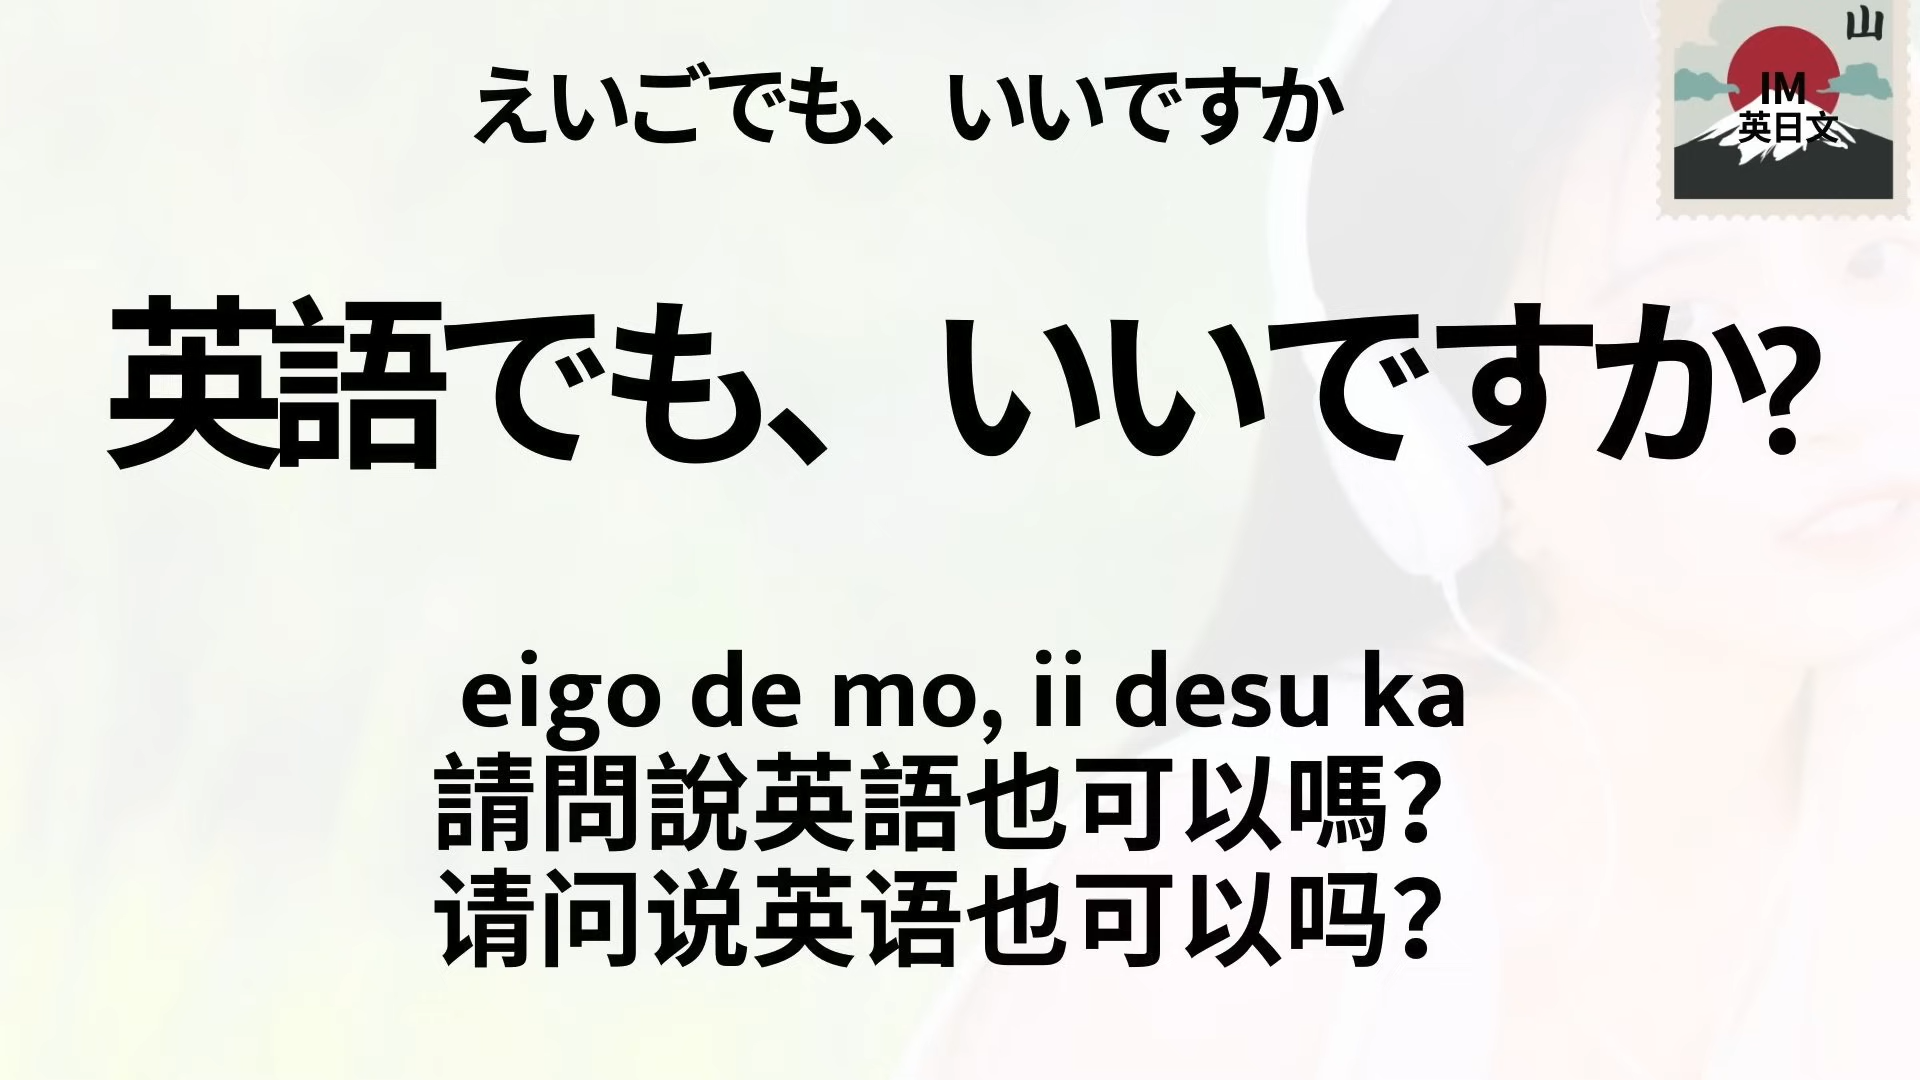 山
IM
英日文
えいごでも、いいですか
英語でも、いいですか?
eigo de mo, ii desu ka
請問說英語也可以嗎?
请问说英语也可以吗?